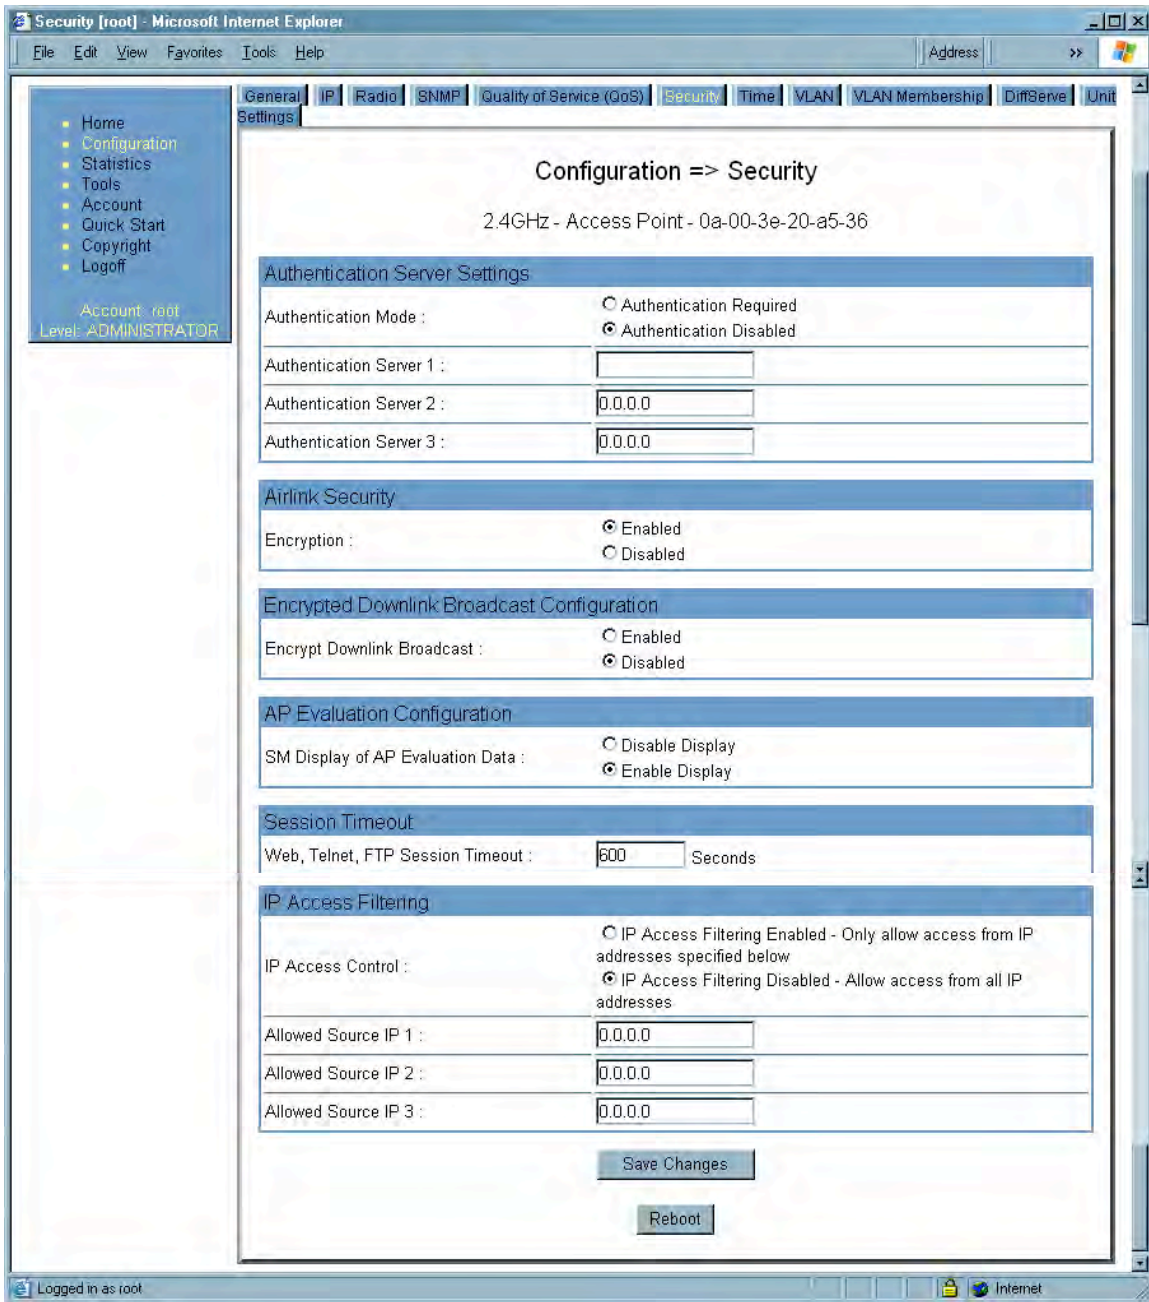 Security [root] - Microsoft Internet Explorer
File Edit View Favorites Tools Help
Address
»
General IP Radio SNMP Quality of Service (QoS) Security Time VLAN VLAN Membership DiffServe Unit
Settings
Home
Configuration
Statistics
Tools
Account
Quick Start
Copyright
Logoff
Account: root
Level: ADMINISTRATOR
Configuration => Security
2.4GHz - Access Point - 0a-00-3e-20-a5-36
Authentication Server Settings
Authentication Mode :
Authentication Required
Authentication Disabled
Authentication Server 1 :
Authentication Server 2 : 0.0.0.0
Authentication Server 3 : 0.0.0.0
Airlink Security
Encryption :
Enabled
Disabled
Encrypted Downlink Broadcast Configuration
Encrypt Downlink Broadcast :
Enabled
Disabled
AP Evaluation Configuration
SM Display of AP Evaluation Data :
Disable Display
Enable Display
Session Timeout
Web, Telnet, FTP Session Timeout : 600 Seconds
IP Access Filtering
IP Access Control :
IP Access Filtering Enabled - Only allow access from IP
addresses specified below
IP Access Filtering Disabled - Allow access from all IP
addresses
Allowed Source IP 1 : 0.0.0.0
Allowed Source IP 2 : 0.0.0.0
Allowed Source IP 3 : 0.0.0.0
Save Changes
Reboot
Logged in as root
Internet